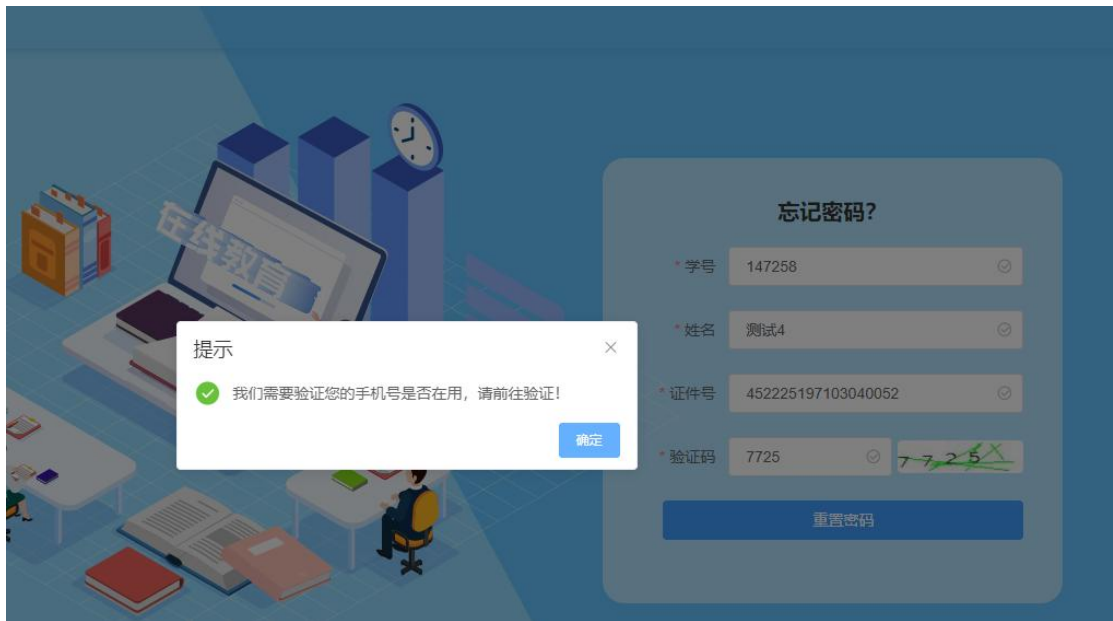 在线教育
忘记密码?
* 学号 147258
* 姓名 测试4
* 证件号 452225197103040052
* 验证码 7725 7725
重置密码
提示
我们需要验证您的手机号是否在用，请前往验证！
确定